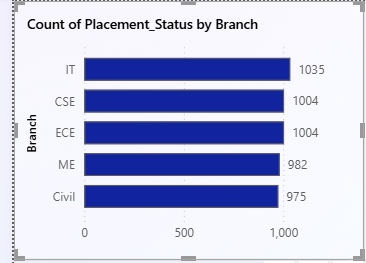 Count of Placement_Status by Branch
IT 1035
CSE 1004
ECE 1004
ME 982
Civil 975
Branch
0 500 1,000